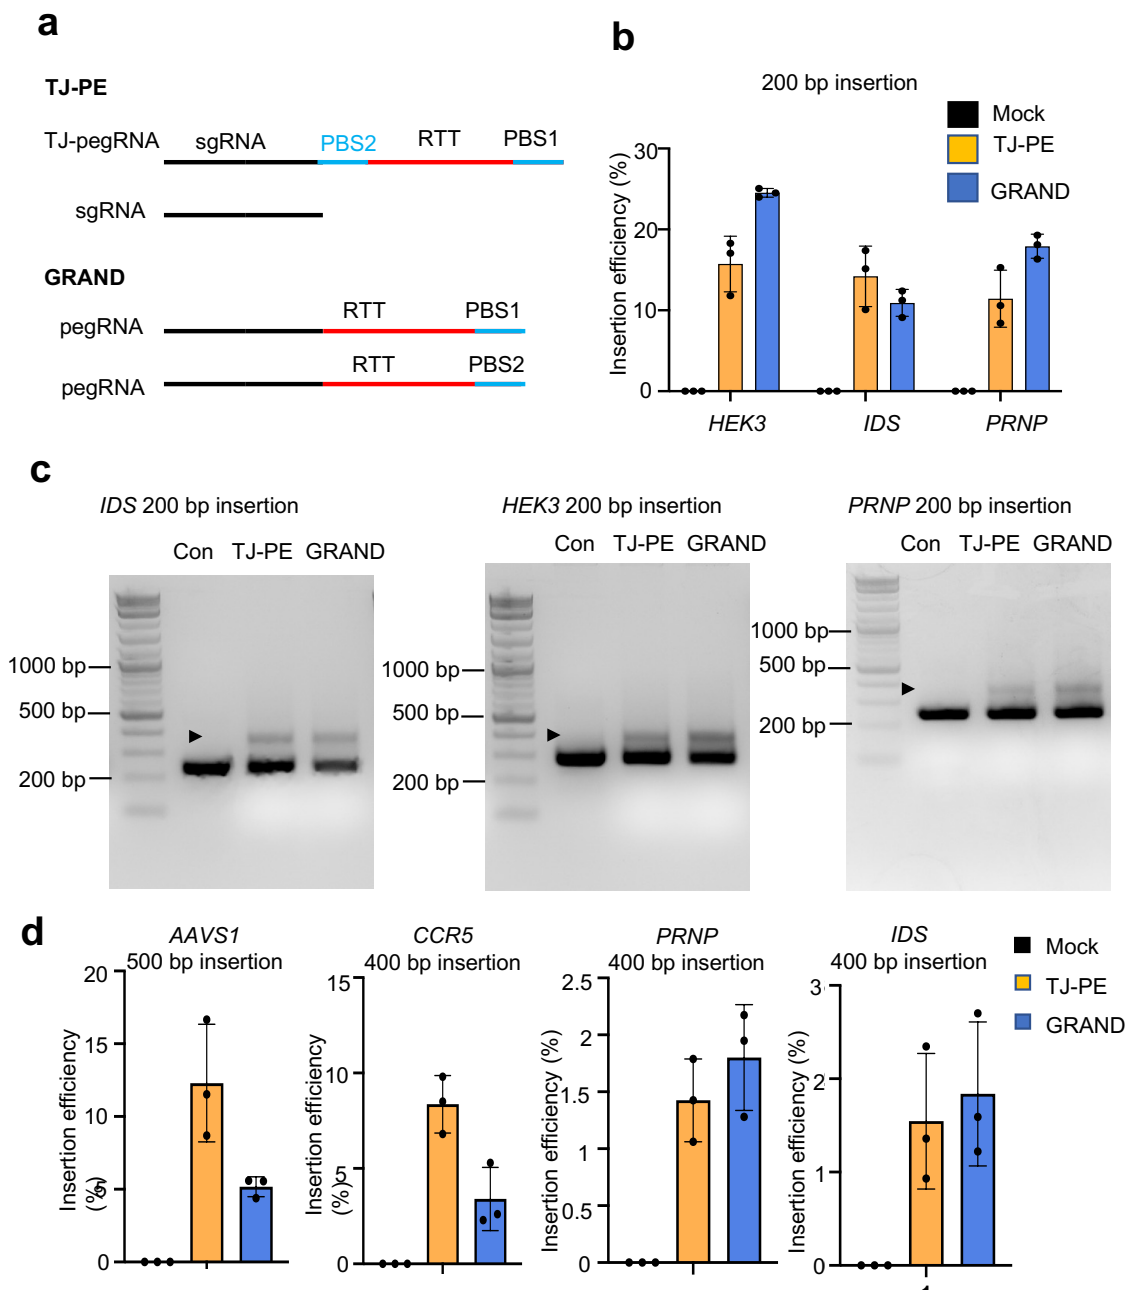 a
TJ-PE
TJ-pegRNA
sgRNA
PBS2
RTT
PBS1
sgRNA
GRAND
pegRNA
RTT
PBS1
pegRNA
RTT
PBS2
b
200 bp insertion
Mock
TJ-PE
GRAND
Insertion efficiency (%)
30
20
10
0
HEK3
IDS
PRNP
c
IDS 200 bp insertion
Con TJ-PE GRAND
1000 bp
500 bp
200 bp
HEK3 200 bp insertion
Con TJ-PE GRAND
1000 bp
500 bp
200 bp
PRNP 200 bp insertion
Con TJ-PE GRAND
1000 bp
500 bp
200 bp
d
AAVS1
500 bp insertion
Insertion efficiency
(%)
20
15
10
5
0
CCR5
400 bp insertion
Insertion efficiency
(%)
15
10
5
0
PRNP
400 bp insertion
Insertion efficiency (%)
2.5
2
1.5
1
0.5
0
IDS
400 bp insertion
Insertion efficiency (%)
3
2
1
0
Mock
TJ-PE
GRAND